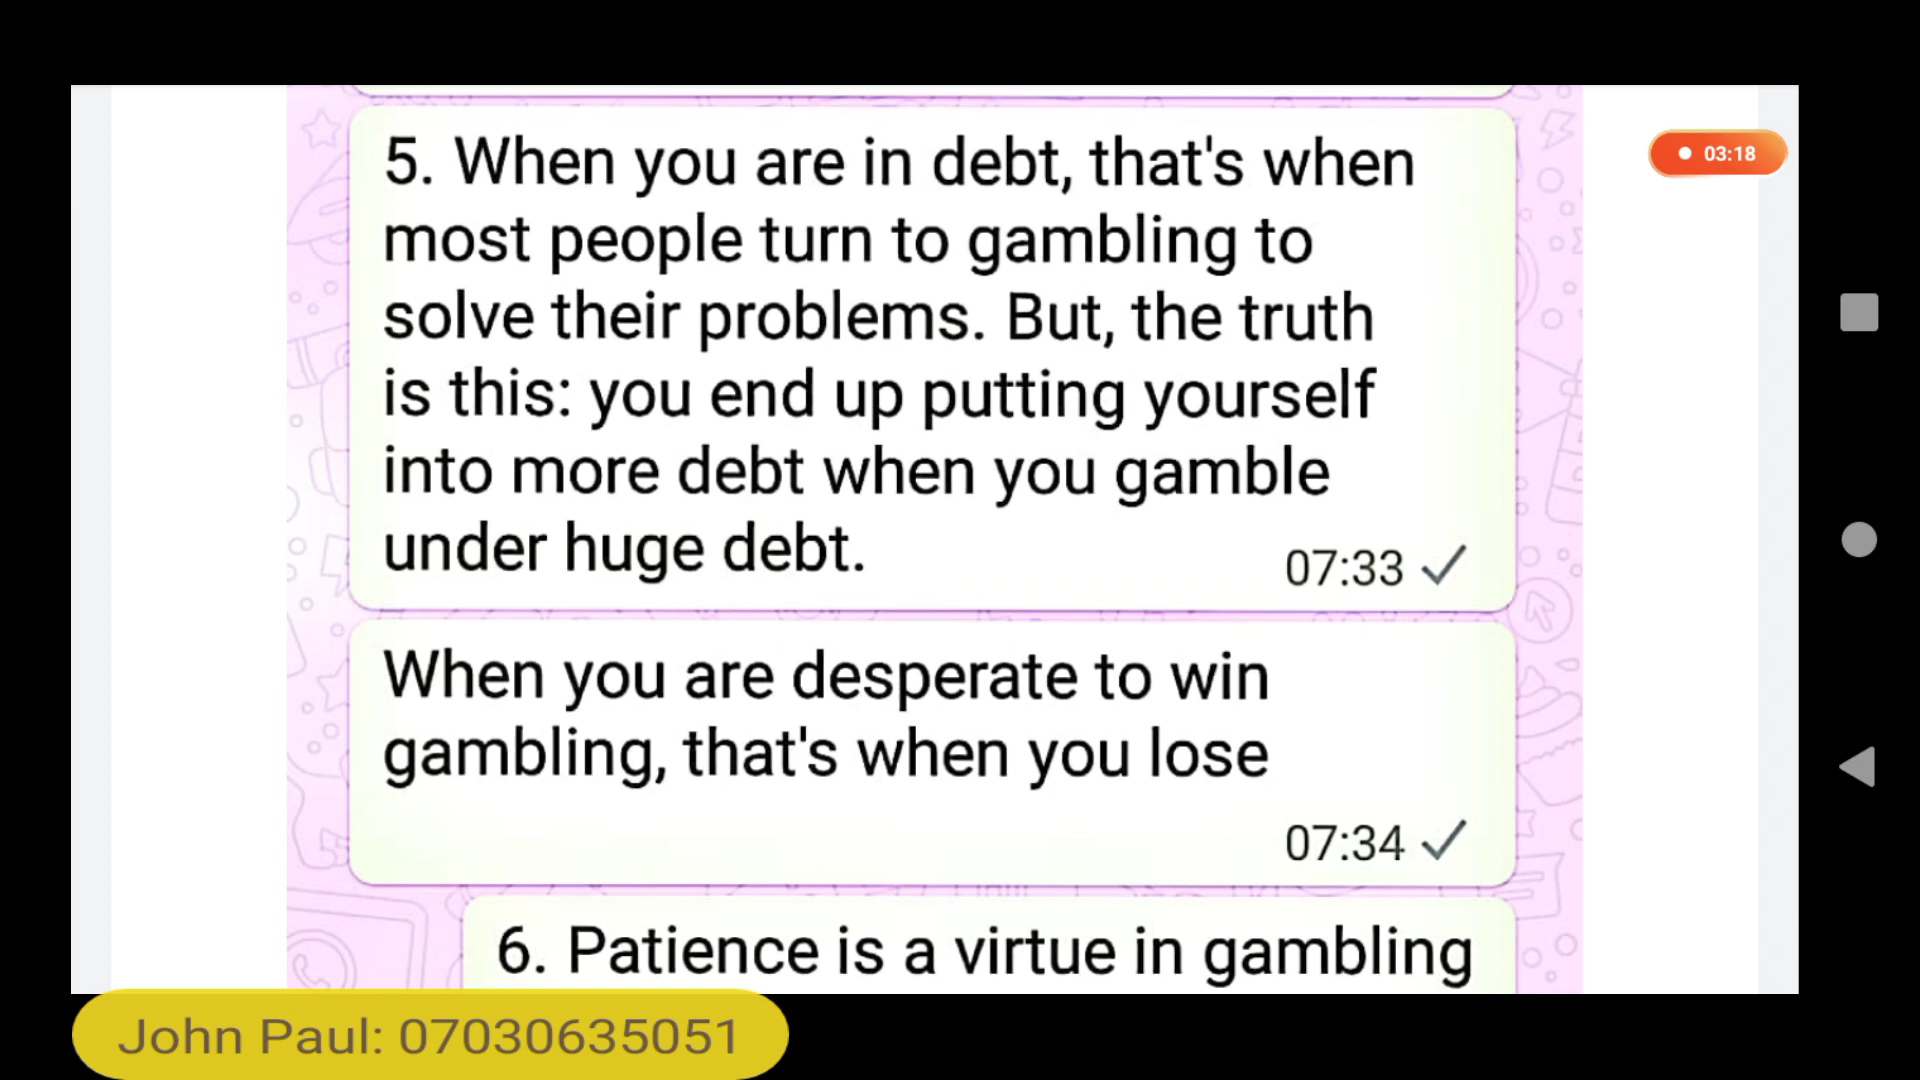 03:18
5. When you are in debt, that's when
most people turn to gambling to
solve their problems. But, the truth
is this: you end up putting yourself
into more debt when you gamble
under huge debt.
07:33
When you are desperate to win
gambling, that's when you lose
07:34
6. Patience is a virtue in gambling
John Paul: 07030635051